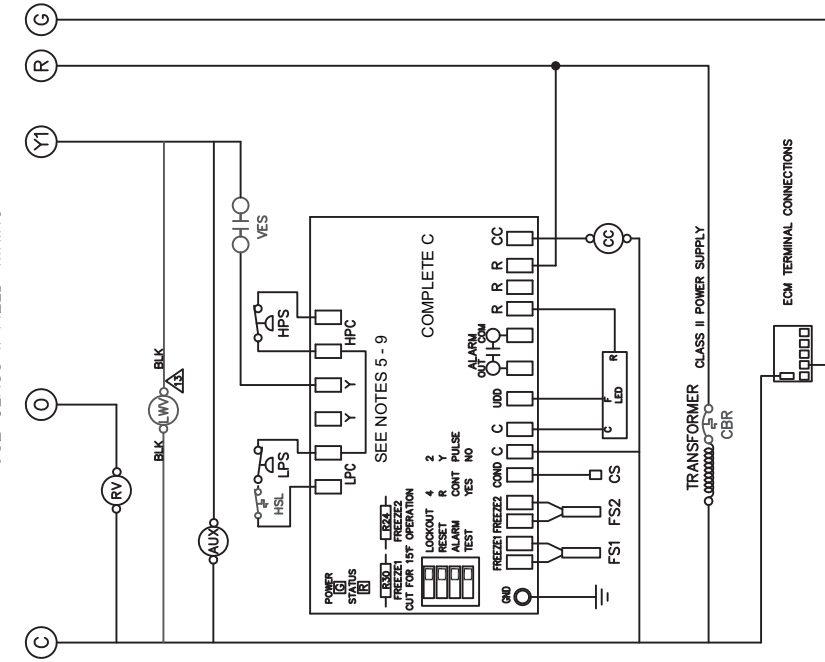 G
R
Y1
O
C
BLK
LWV
BLK
13
RV
AUX
VES
HPS
HSL
LPS
HPC
Y
Y
LPC
SEE NOTES 5 - 9
COMPLETE C
POWER
G
STATUS
R
R30
FREEZE1
R24
FREEZE2
CUT FOR 15°F OPERATION
LOCKOUT 4 2
RESET R Y
ALARM CONT PULSE
TEST YES NO
CC
R
R
R
ALARM
OUT COM
UDD
C
C
COND
FREEZE2
FREEZE1
GND
CC
R
F
LED
C
CS
FS2
FS1
TRANSFORMER
CLASS II POWER SUPPLY
CBR
ECM TERMINAL CONNECTIONS